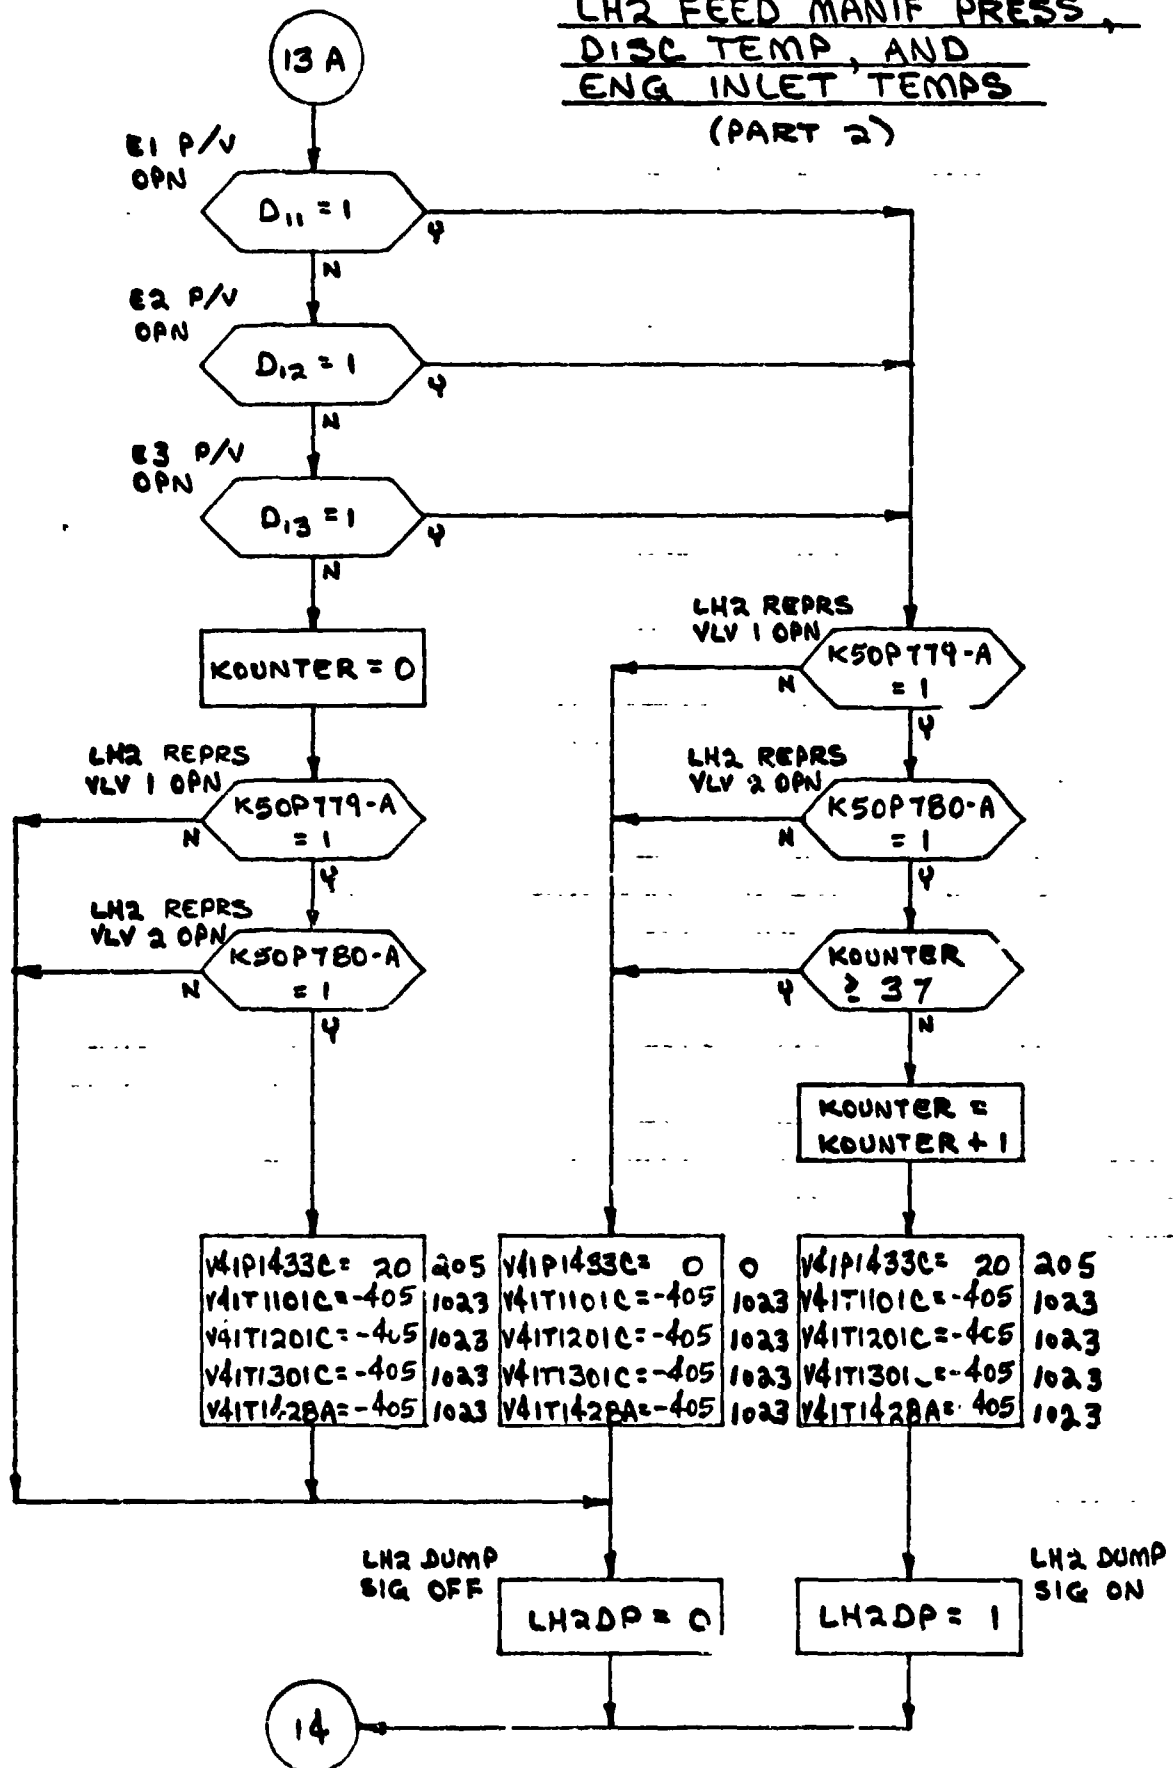 LH2 FEED MANIF PRESS,
DISC TEMP, AND
ENG INLET TEMPS
(PART 2)
13 A
E1 P/V
OPN
D11 = 1
Y
N
E2 P/V
OPN
D12 = 1
Y
N
E3 P/V
OPN
D13 = 1
Y
N
KOUNTER = 0
LH2 REPRS
VLV 1 OPN
K50P779-A
= 1
N
Y
LH2 REPRS
VLV 2 OPN
K50P780-A
= 1
N
Y
LH2 REPRS
VLV 1 OPN
K50P779-A
= 1
N
Y
LH2 REPRS
VLV 2 OPN
K50P780-A
= 1
N
Y
KOUNTER
≥ 37
Y
N
KOUNTER =
KOUNTER + 1
V41P1433C= 20 205
V41T1101C=-405 1023
V41T1201C=-405 1023
V41T1301C=-405 1023
V41T1428A=-405 1023
V41P1433C= 0 0
V41T1101C=-405 1023
V41T1201C=-405 1023
V41T1301C=-405 1023
V41T1428A=-405 1023
V41P1433C= 20 205
V41T1101C=-405 1023
V41T1201C=-405 1023
V41T1301C=-405 1023
V41T1428A=-405 1023
LH2 DUMP
SIG OFF
LH2DP = 0
LH2 DUMP
SIG ON
LH2DP = 1
14